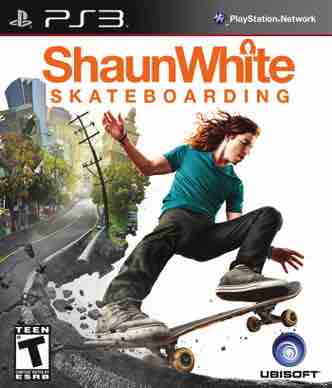 PS3
PlayStation Network
ShaunWhite
SKATEBOARDING
TEEN
T
ESRB
UBISOFT